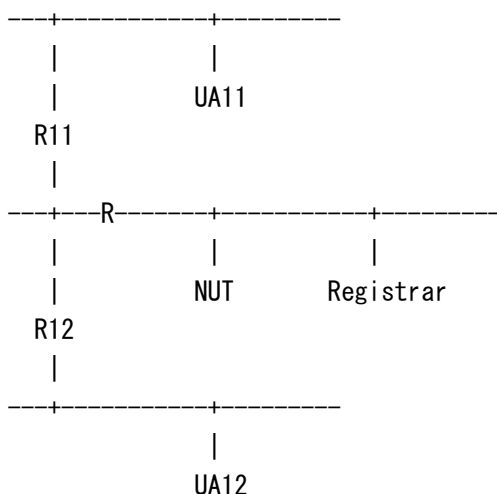 ---+-----------+---------
   |           |
   |          UA11
  R11
   |
---+---R-------+-----------+---------
   |           |           |
   |          NUT      Registrar
  R12
   |
---+-----------+---------
               |
              UA12